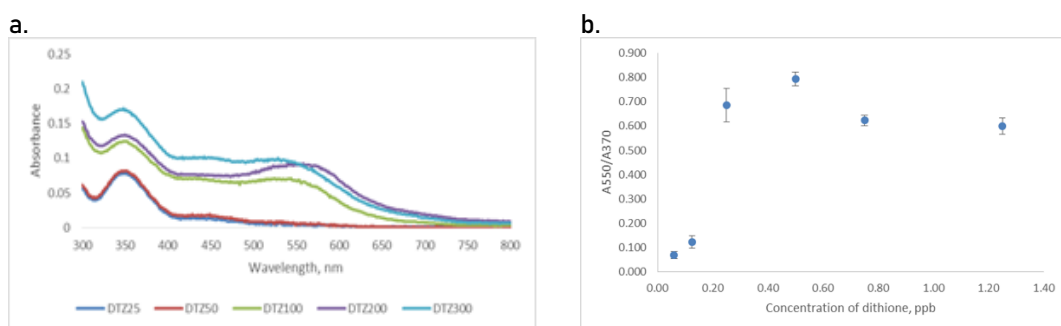 a.
b.
0.25
0.2
0.15
0.1
0.05
0
Absorbance
300 350 400 450 500 550 600 650 700 750 800
Wavelength, nm
DTZ25 DTZ50 DTZ100 DTZ200 DTZ300
0.900
0.800
0.700
0.600
0.500
0.400
0.300
0.200
0.100
0.000
A550/A370
0.00 0.20 0.40 0.60 0.80 1.00 1.20 1.40
Concentration of dithione, ppb